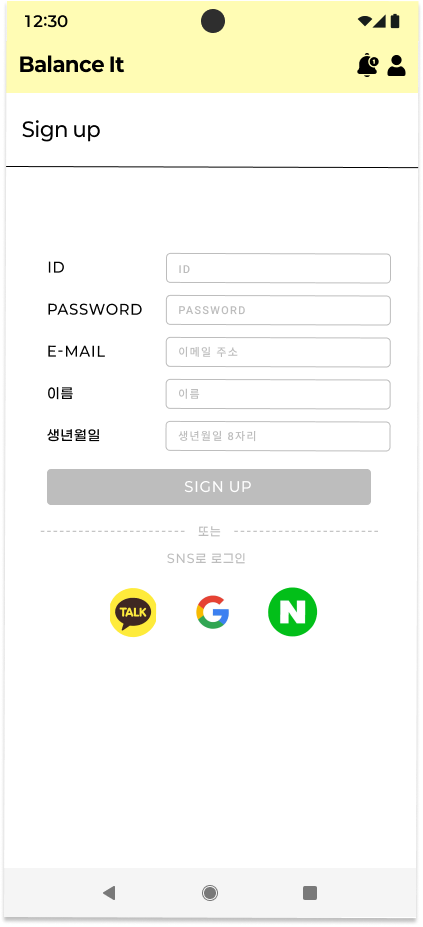 12:30
Balance It
1
Sign up
ID ID
PASSWORD PASSWORD
E-MAIL 이메일 주소
이름 이름
생년월일 생년월일 8자리
SIGN UP
또는
SNS로 로그인
TALK G N